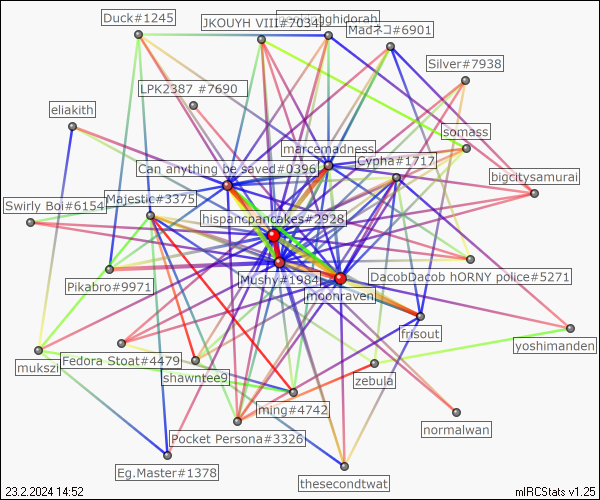 Duck#1245
JKOUYH VIII#7034
gghidorah
Madネコ#6901
Silver#7938
LPK2387 #7690
eliakith
somass
marcemadness
Cypha#1717
Can anything be saved#0396
bigcitysamurai
Majestic#3375
Swirly Boi#6154
hispancpancakes#2928
Mushy#1984
DacobDacob hORNY police#5271
Pikabro#9971
moonraven
frisout
yoshimanden
Fedora Stoat#4479
mukszi
shawntee9
zebula
ming#4742
normalwan
Pocket Persona#3326
Eg.Master#1378
thesecondtwat
23.2.2024 14:52
mIRCStats v1.25